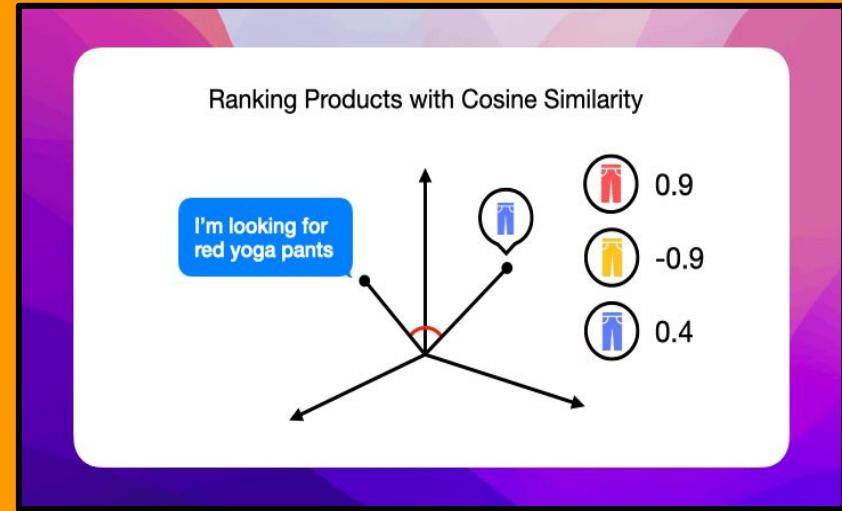 Ranking Products with Cosine Similarity
I'm looking for
red yoga pants
0.9
-0.9
0.4